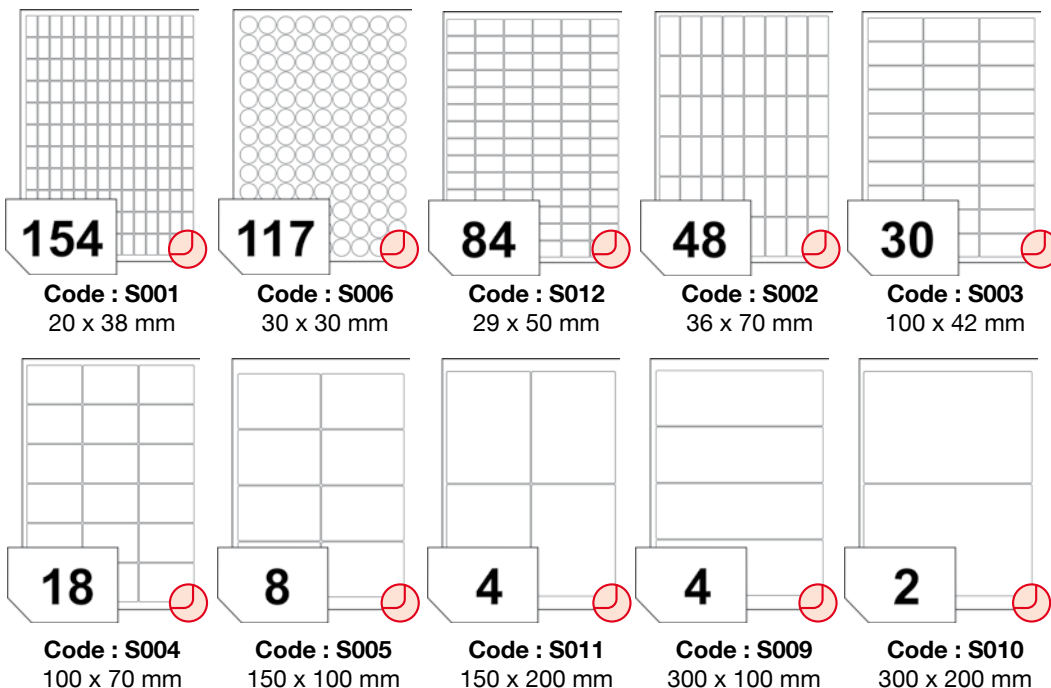 154
117
84
48
30
Code : S001
Code : S006
Code : S012
Code : S002
Code : S003
20 x 38 mm
30 x 30 mm
29 x 50 mm
36 x 70 mm
100 x 42 mm
18
8
4
4
2
Code : S004
Code : S005
Code : S011
Code : S009
Code : S010
100 x 70 mm
150 x 100 mm
150 x 200 mm
300 x 100 mm
300 x 200 mm